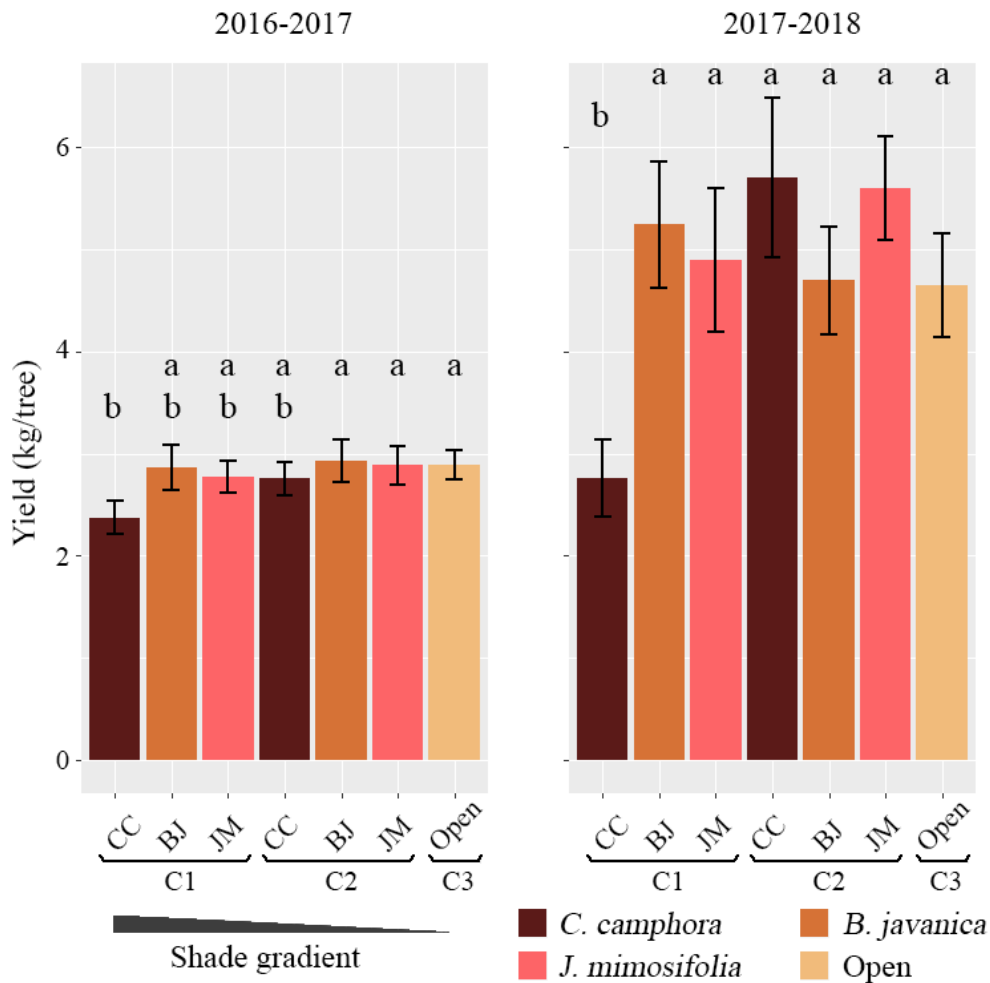 2016-2017
2017-2018
Yield (kg/tree)
6
4
2
0
b
a
b
a
b
a
b
a
a
a
b
a
a
a
a
a
a
CC
BJ
JM
CC
BJ
JM
Open
C1
C2
C3
CC
BJ
JM
CC
BJ
JM
Open
C1
C2
C3
Shade gradient
C. camphora
B. javanica
J. mimosifolia
Open